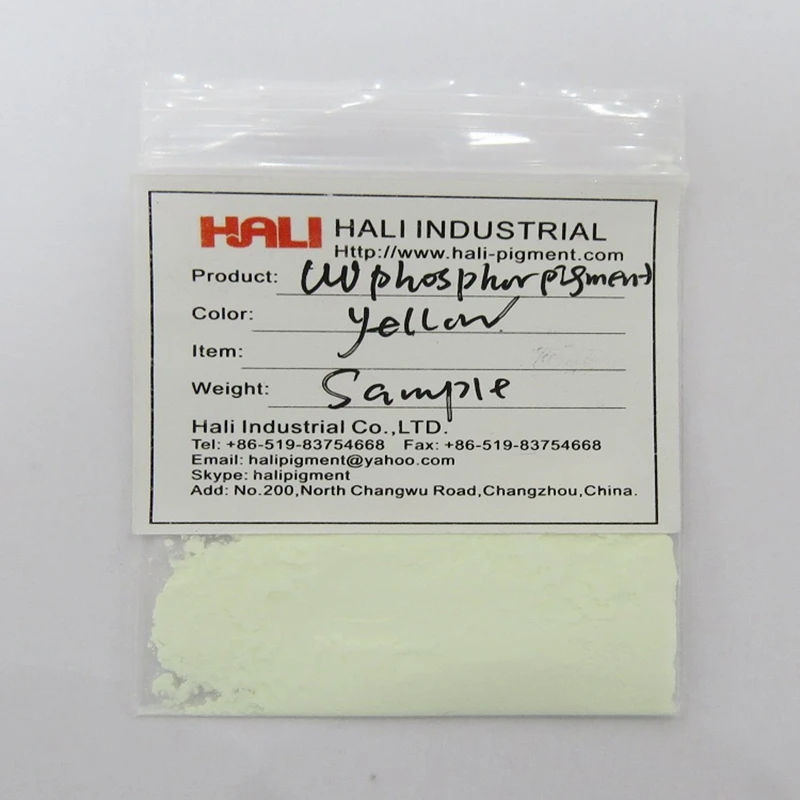 HALI HALI INDUSTRIAL
Http://www.hali-pigment.com
Product: UV phosphor pigment
Color: yellow
Item:
Weight: Sample
Hali Industrial Co.,LTD.
Tel: +86-519-83754668 Fax: +86-519-83754668
Email: halipigment@yahoo.com
Skype: halipigment
Add: No.200,North Changwu Road,Changzhou,China.